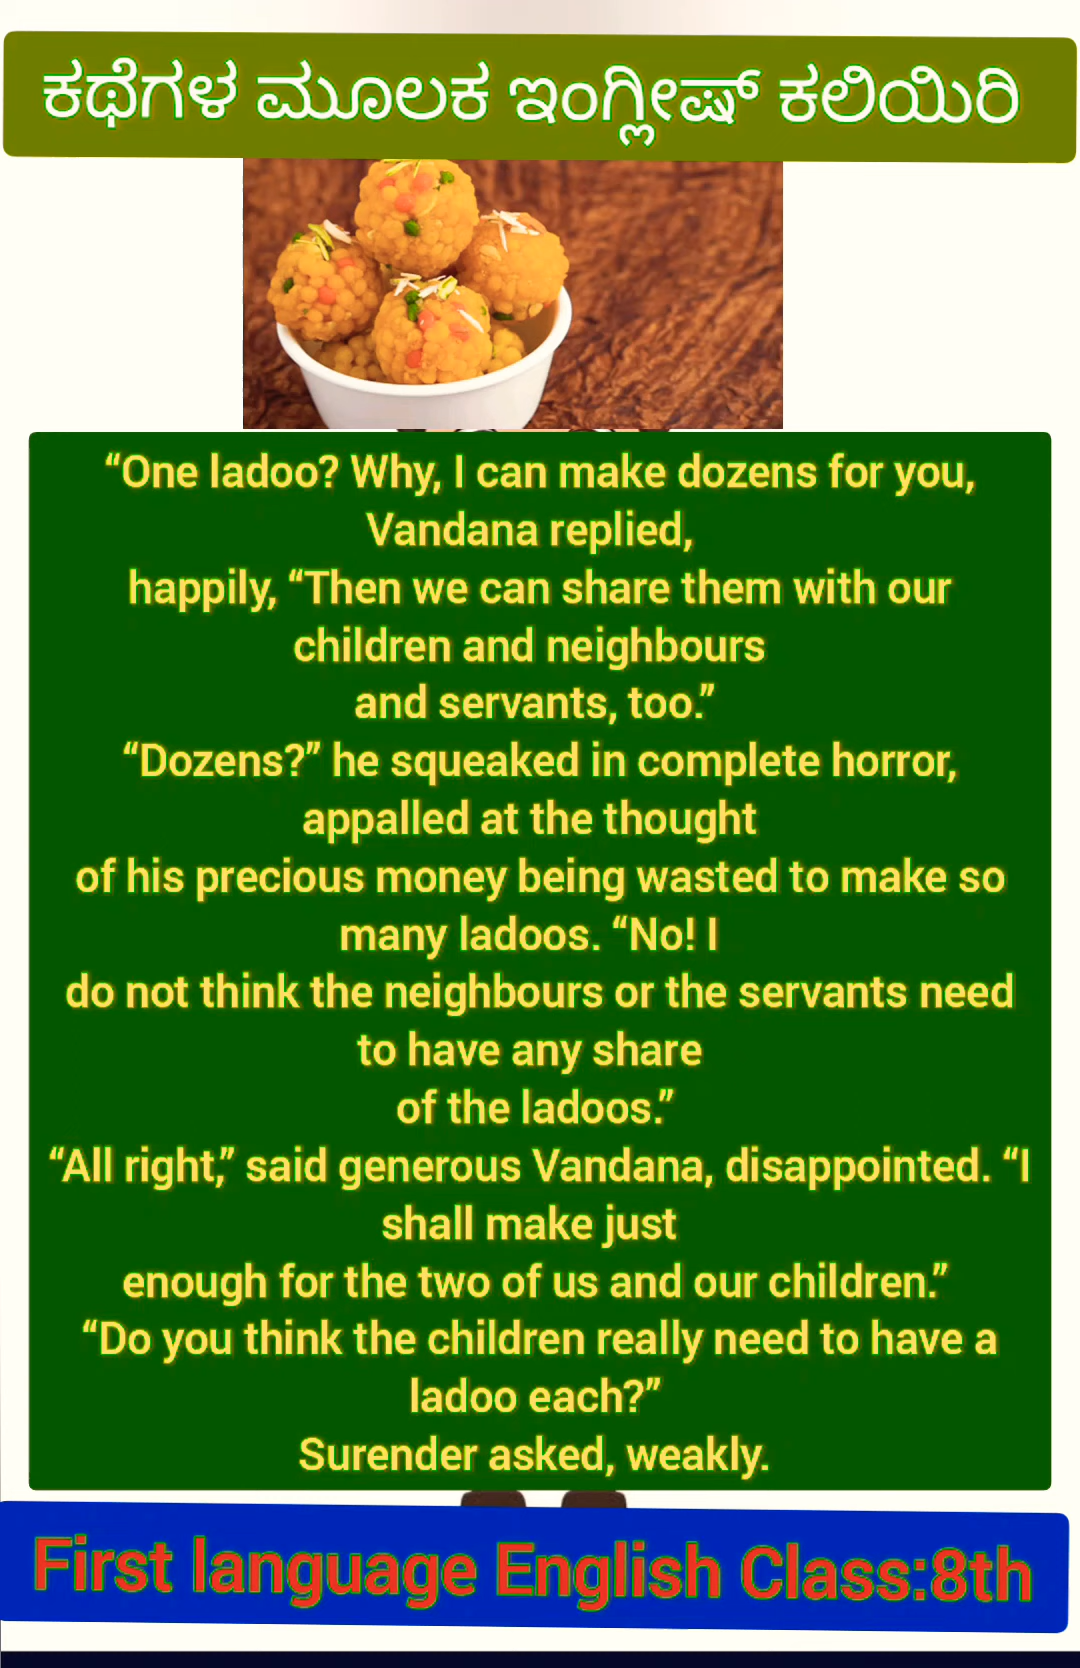 ಕಥೆಗಳ ಮೂಲಕ ಇಂಗ್ಲೀಷ್ ಕಲಿಯಿರಿ
“One ladoo? Why, I can make dozens for you,
Vandana replied,
happily, “Then we can share them with our
children and neighbours
and servants, too.”
“Dozens?” he squeaked in complete horror,
appalled at the thought
of his precious money being wasted to make so
many ladoos. “No! I
do not think the neighbours or the servants need
to have any share
of the ladoos.”
“All right,” said generous Vandana, disappointed. “I
shall make just
enough for the two of us and our children.”
“Do you think the children really need to have a
ladoo each?”
Surender asked, weakly.
First language English Class:8th